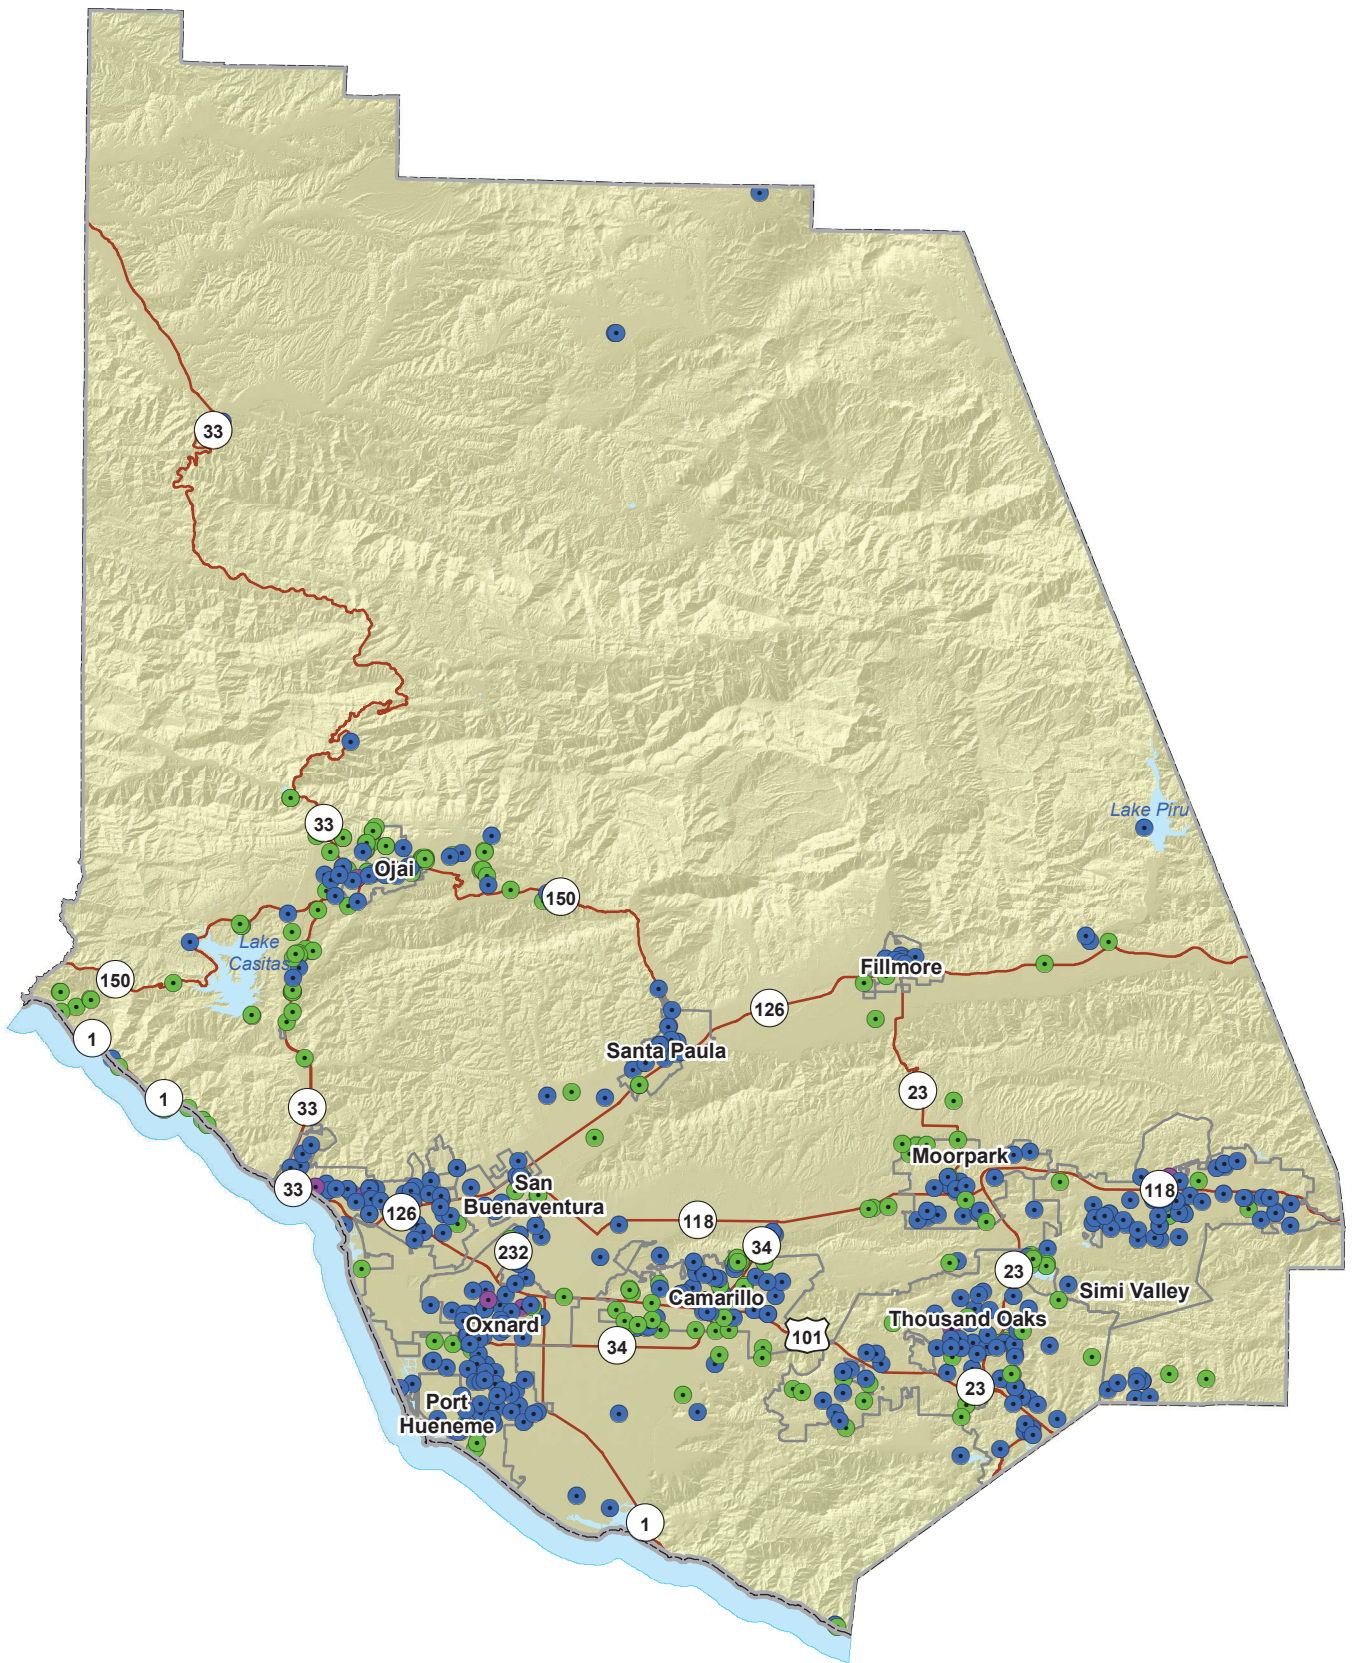 33
33
Ojai
150
Lake Piru
Lake
Casitas
150
Fillmore
126
1
Santa Paula
1
33
23
Moorpark
33
San
Buenaventura
126
118
118
232
34
23
Simi Valley
Camarillo
Oxnard
34
101
Thousand Oaks
23
Port
Hueneme
1